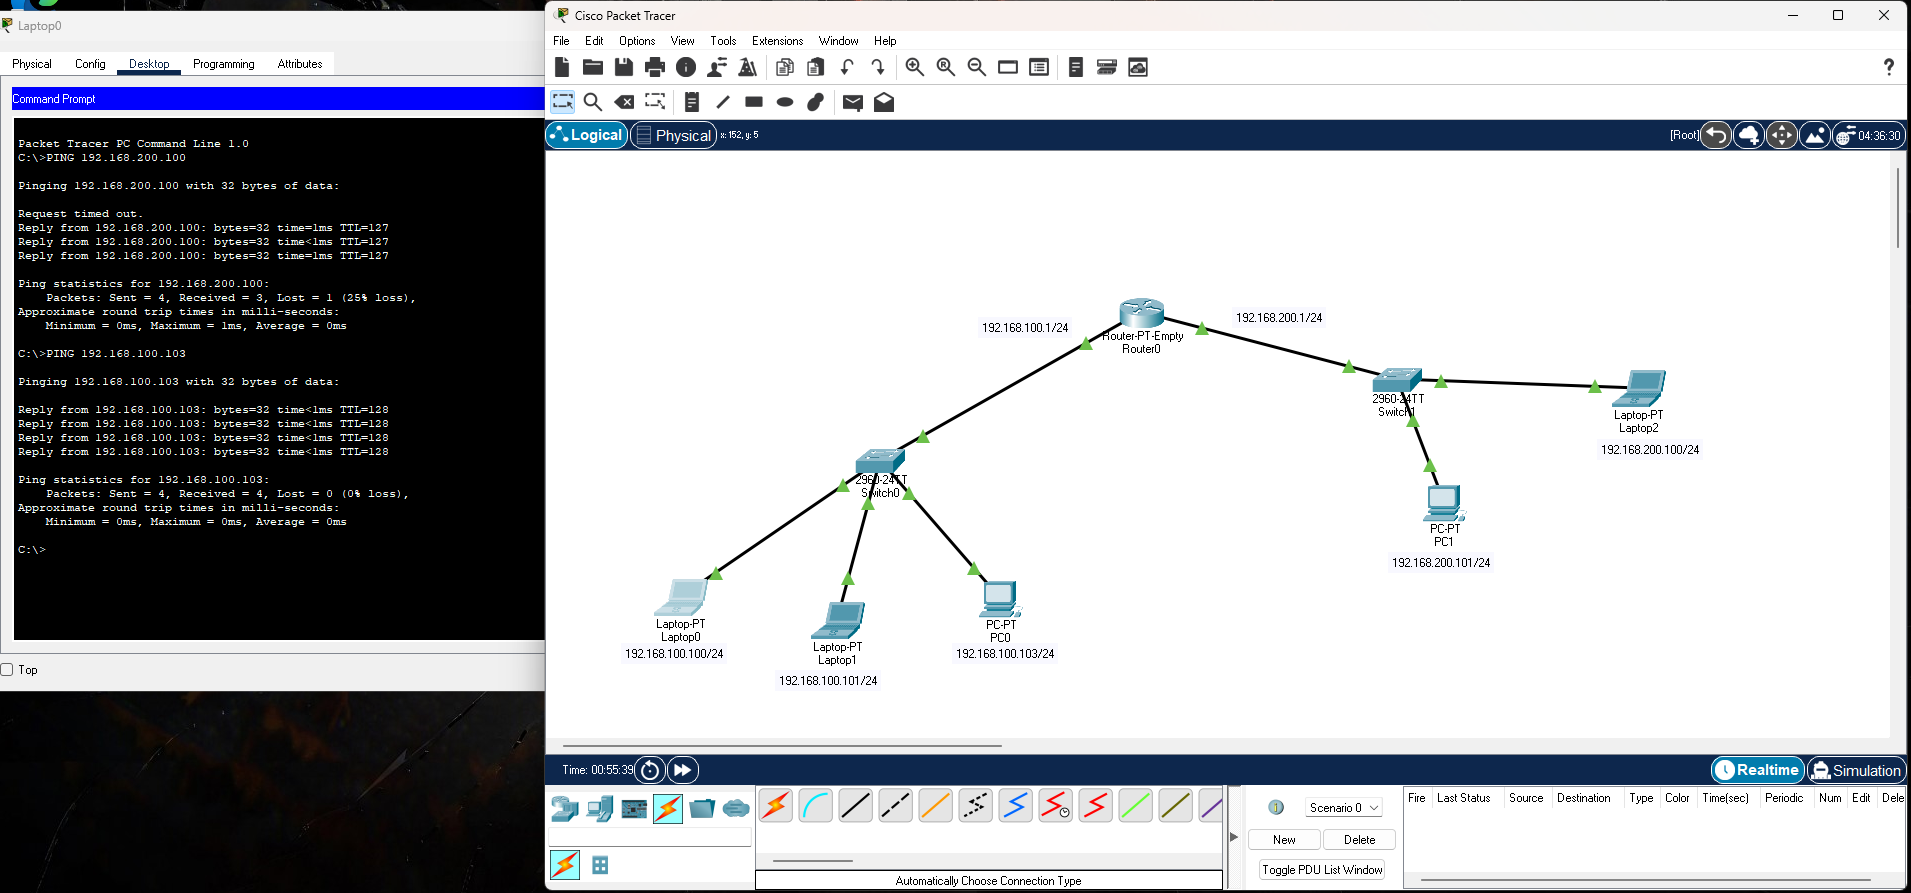 Laptop0
Physical Config Desktop Programming Attributes
Command Prompt
Packet Tracer PC Command Line 1.0
C:\>PING 192.168.200.100
Pinging 192.168.200.100 with 32 bytes of data:
Request timed out.
Reply from 192.168.200.100: bytes=32 time=1ms TTL=127
Reply from 192.168.200.100: bytes=32 time<1ms TTL=127
Reply from 192.168.200.100: bytes=32 time=1ms TTL=127
Ping statistics for 192.168.200.100:
Packets: Sent = 4, Received = 3, Lost = 1 (25% loss),
Approximate round trip times in milli-seconds:
Minimum = 0ms, Maximum = 1ms, Average = 0ms
C:\>PING 192.168.100.103
Pinging 192.168.100.103 with 32 bytes of data:
Reply from 192.168.100.103: bytes=32 time<1ms TTL=128
Reply from 192.168.100.103: bytes=32 time<1ms TTL=128
Reply from 192.168.100.103: bytes=32 time<1ms TTL=128
Reply from 192.168.100.103: bytes=32 time<1ms TTL=128
Ping statistics for 192.168.100.103:
Packets: Sent = 4, Received = 4, Lost = 0 (0% loss),
Approximate round trip times in milli-seconds:
Minimum = 0ms, Maximum = 0ms, Average = 0ms
C:\>
Top
Cisco Packet Tracer
File Edit Options View Tools Extensions Window Help
Logical Physical x: 152, y: 5 [Root] 04:36:30
192.168.100.1/24
Router-PT-Empty
Router0
192.168.200.1/24
2960-24TT
Switch1
Laptop-PT
Laptop2
192.168.200.100/24
PC-PT
PC1
192.168.200.101/24
2960-24TT
Switch0
Laptop-PT
Laptop0
192.168.100.100/24
Laptop-PT
Laptop1
192.168.100.101/24
PC-PT
PC0
192.168.100.103/24
Time: 00:55:39
Realtime Simulation
Automatically Choose Connection Type
Scenario 0
New Delete
Toggle PDU List Window
Fire Last Status Source Destination Type Color Time(sec) Periodic Num Edit Dele